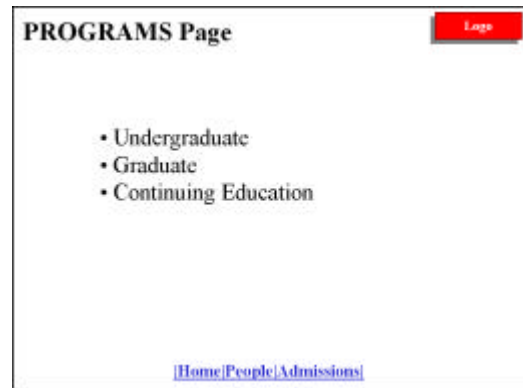 PROGRAMS Page
Logo
• Undergraduate
• Graduate
• Continuing Education
|Home|People|Admissions|